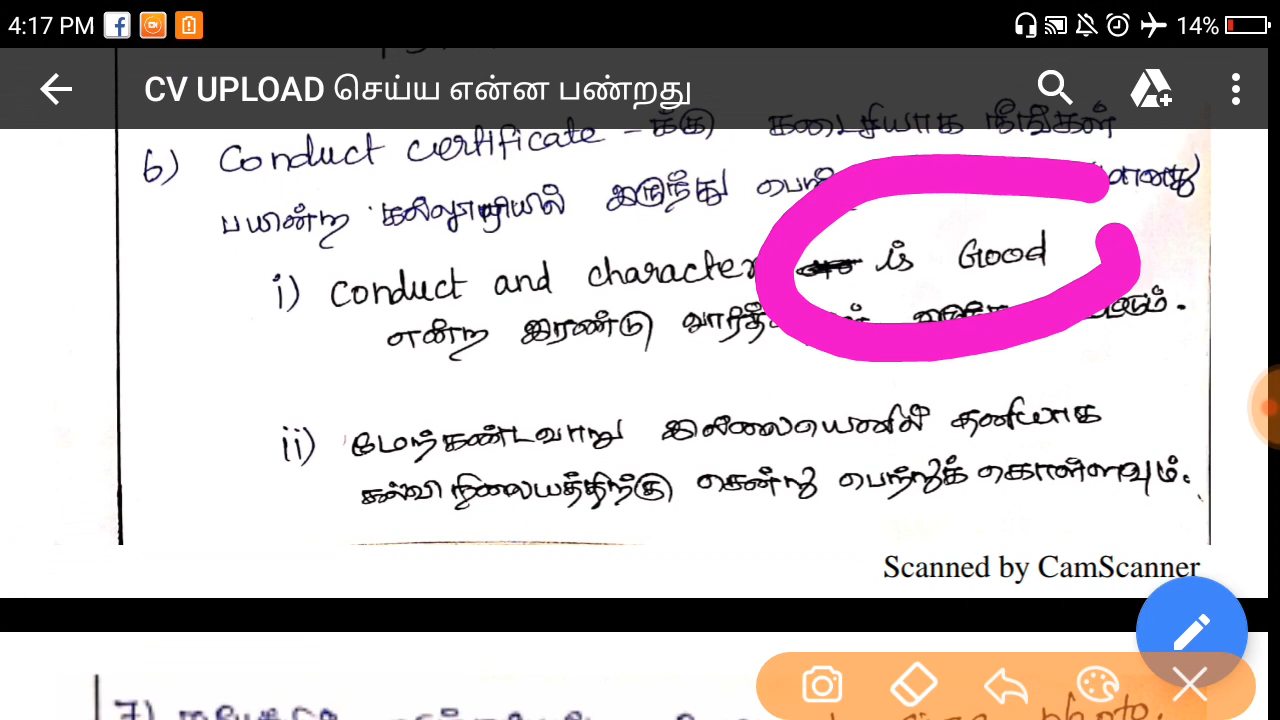 4:17 PM 14%
CV UPLOAD செய்ய என்ன பண்றது
6) Conduct certificate - க்கு கடைசியாக நீங்கள்
பயின்ற கல்லூரியில் இருந்து
i) Conduct and character is Good
என்ற இரண்டு
ii) மேற்கண்டவாறு இல்லையெனில் தனியாக
கல்வி நிலையத்திற்கு சென்று பெற்றுக் கொள்ளவும்.
Scanned by CamScanner
7)